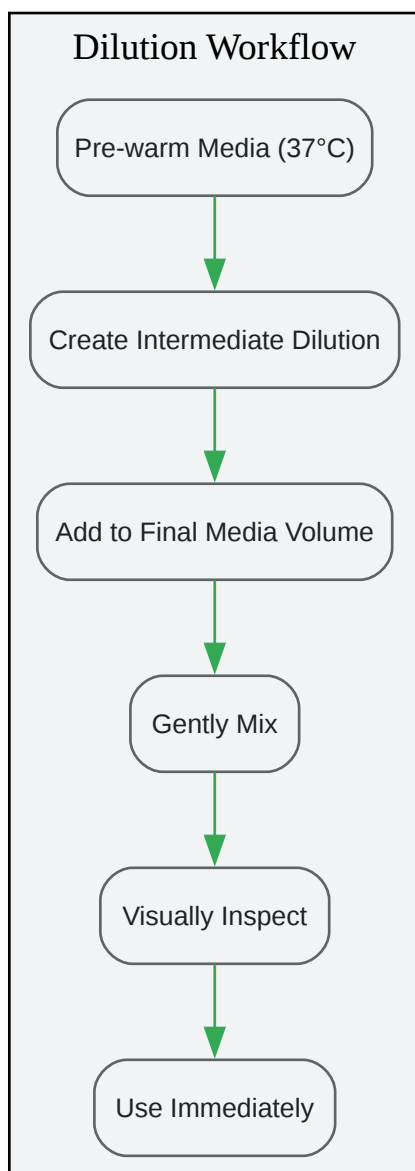 Dilution Workflow
Pre-warm Media (37°C)
Create Intermediate Dilution
Add to Final Media Volume
Gently Mix
Visually Inspect
Use Immediately